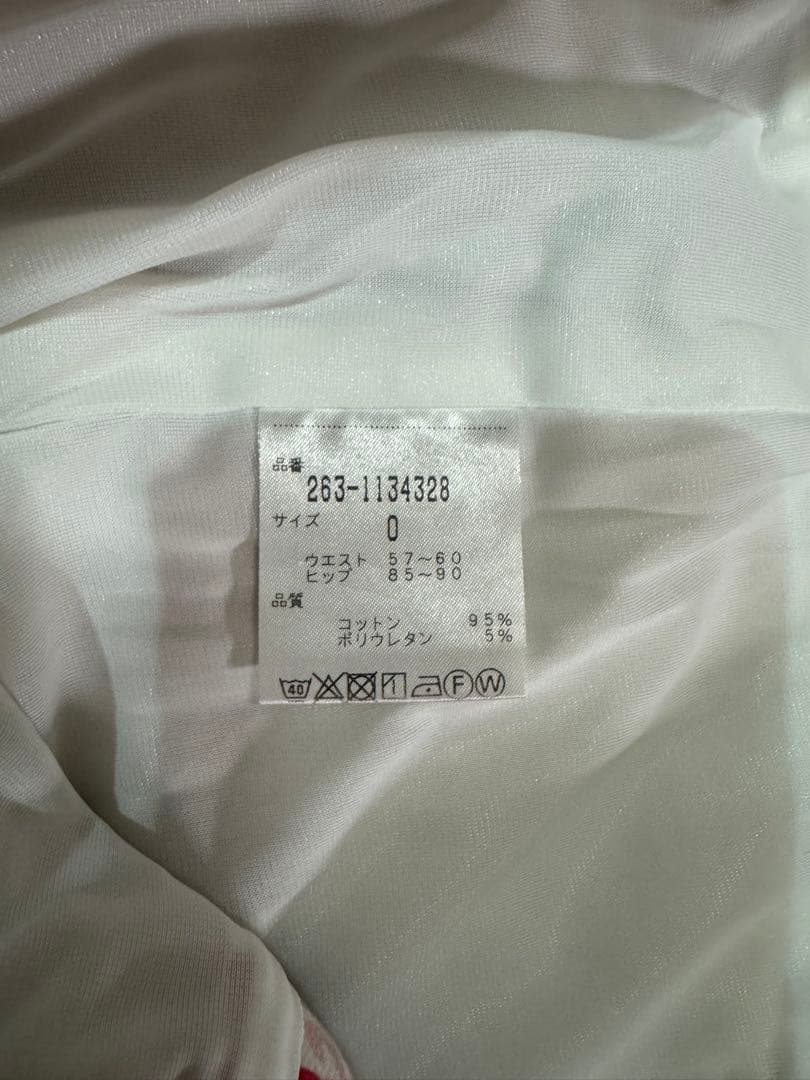 品番
263-1134328
サイズ
0
ウエスト 57～60
ヒップ 85～90
品質
コットン 95%
ポリウレタン 5%
40 F W